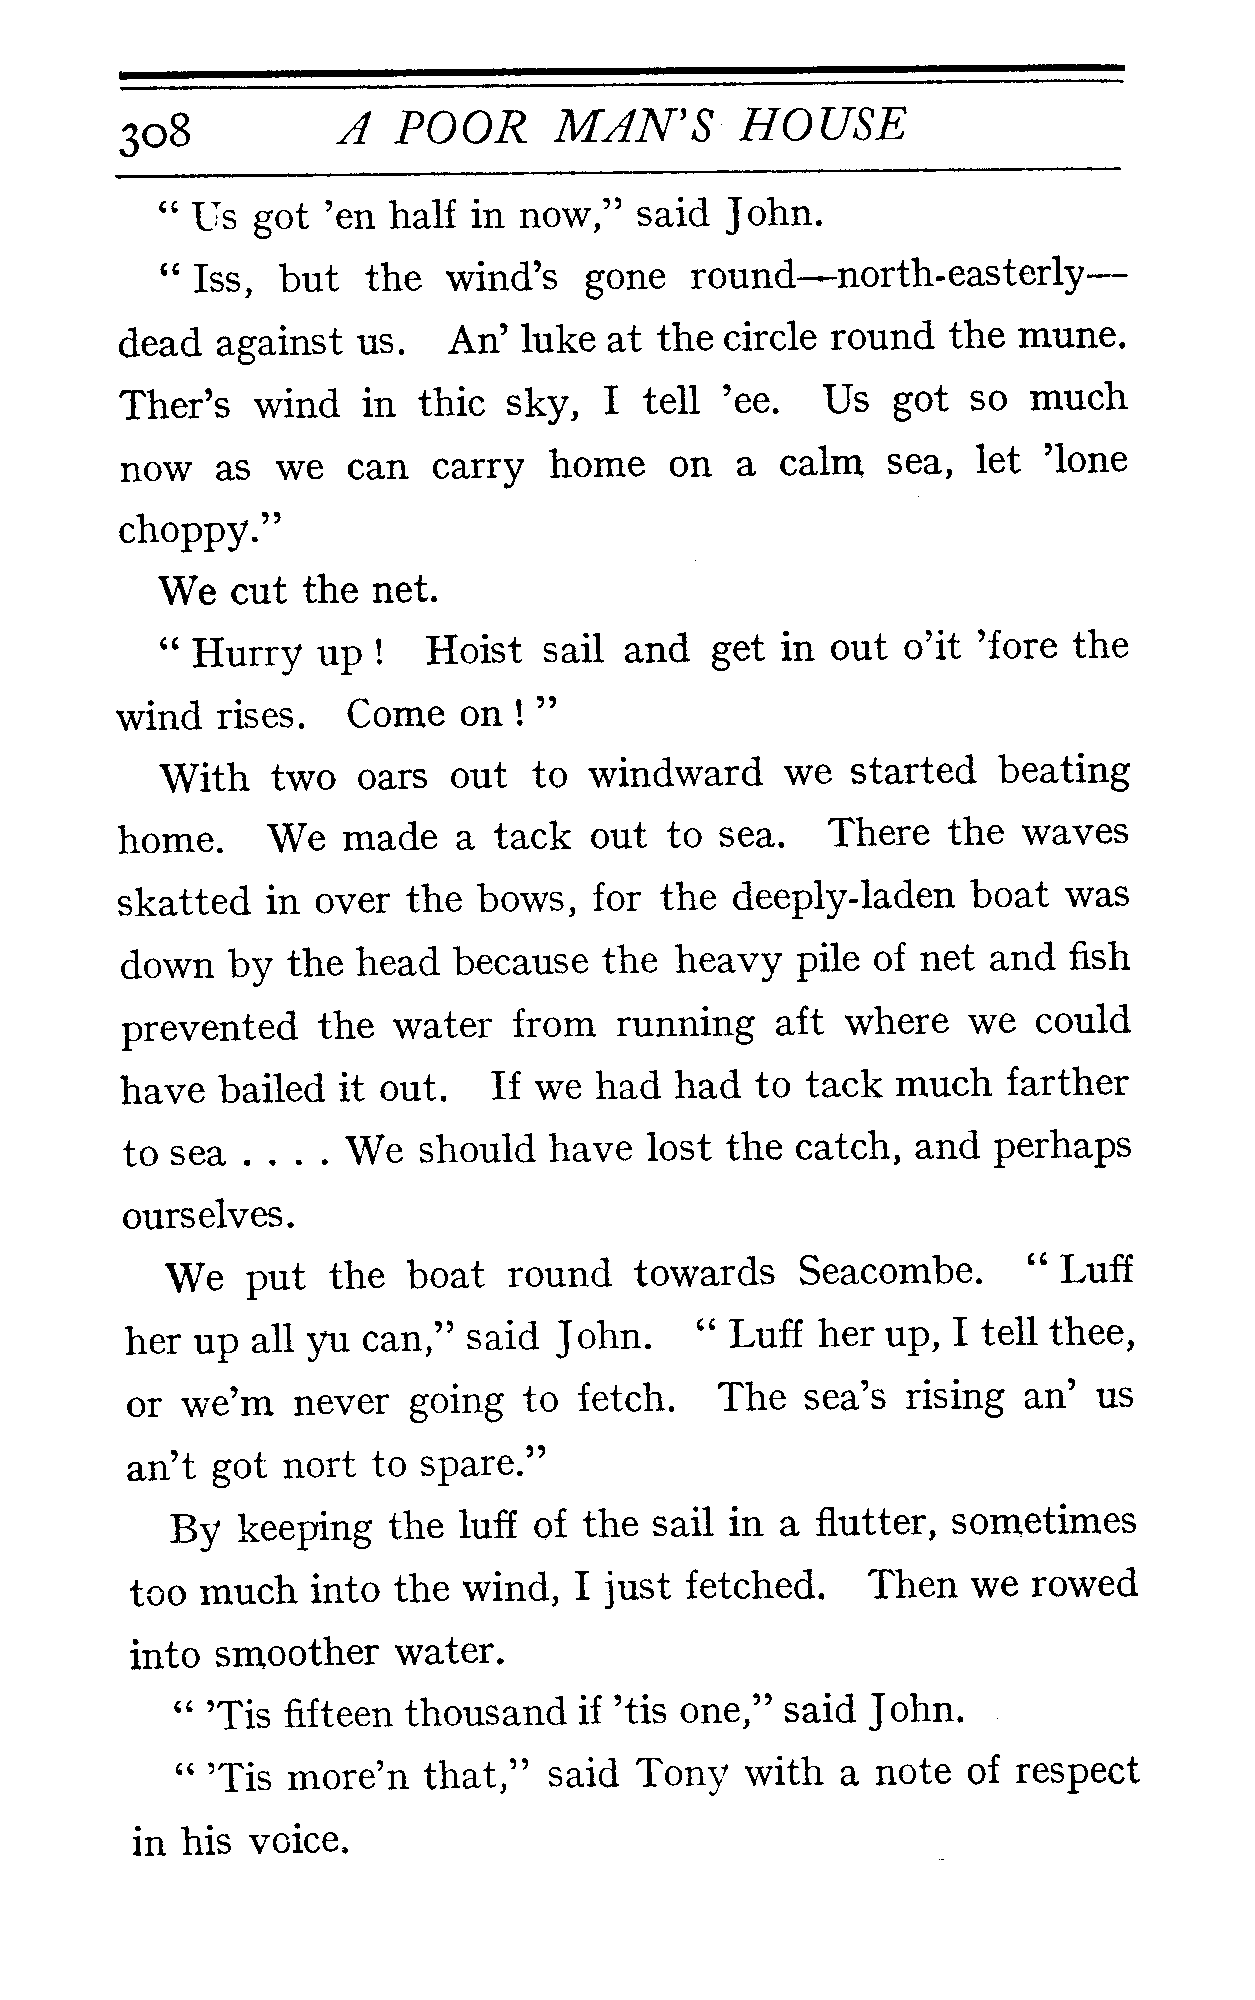 308 A POOR MAN'S HOUSE
“ Us got ’en half in now,” said John.
“ Iss, but the wind’s gone round—north-easterly—
dead against us. An’ luke at the circle round the mune.
Ther’s wind in thic sky, I tell ’ee. Us got so much
now as we can carry home on a calm sea, let ’lone
choppy.”
We cut the net.
“ Hurry up ! Hoist sail and get in out o’it ’fore the
wind rises. Come on ! ”
With two oars out to windward we started beating
home. We made a tack out to sea. There the waves
skatted in over the bows, for the deeply-laden boat was
down by the head because the heavy pile of net and fish
prevented the water from running aft where we could
have bailed it out. If we had had to tack much farther
to sea . . . . We should have lost the catch, and perhaps
ourselves.
We put the boat round towards Seacombe. “ Luff
her up all yu can,” said John. “ Luff her up, I tell thee,
or we’m never going to fetch. The sea’s rising an’ us
an’t got nort to spare.”
By keeping the luff of the sail in a flutter, sometimes
too much into the wind, I just fetched. Then we rowed
into smoother water.
“ ’Tis fifteen thousand if ’tis one,” said John.
“ ’Tis more’n that,” said Tony with a note of respect
in his voice.